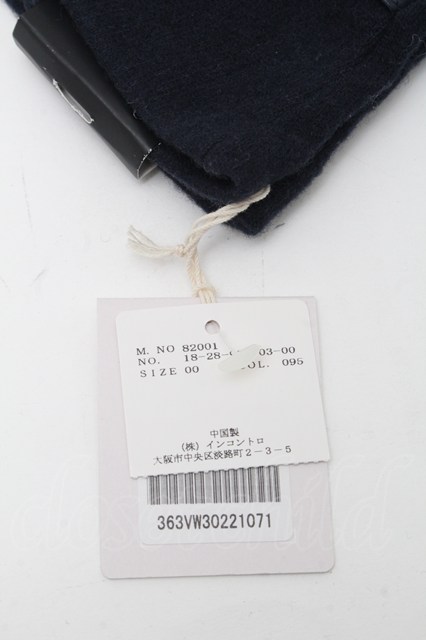 M. NO 82001
NO. 18-28- 03-00
SIZE 00 OL. 095
中国製
(株) インコントロ
大阪市中央区淡路町2-3-5
363VW30221071